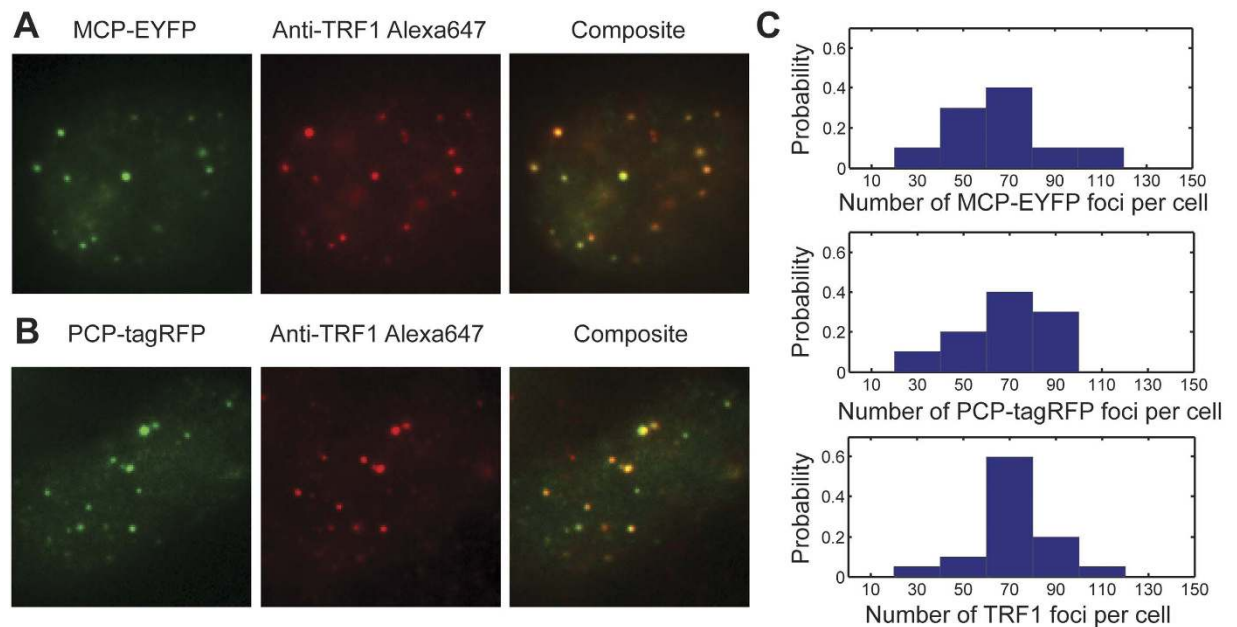 A
MCP-EYFP
Anti-TRF1 Alexa647
Composite
B
PCP-tagRFP
Anti-TRF1 Alexa647
Composite
C
Probability
0.6
0.4
0.2
0
10 30 50 70 90 110 130 150
Number of MCP-EYFP foci per cell
Probability
0.6
0.4
0.2
0
10 30 50 70 90 110 130 150
Number of PCP-tagRFP foci per cell
Probability
0.6
0.4
0.2
0
10 30 50 70 90 110 130 150
Number of TRF1 foci per cell